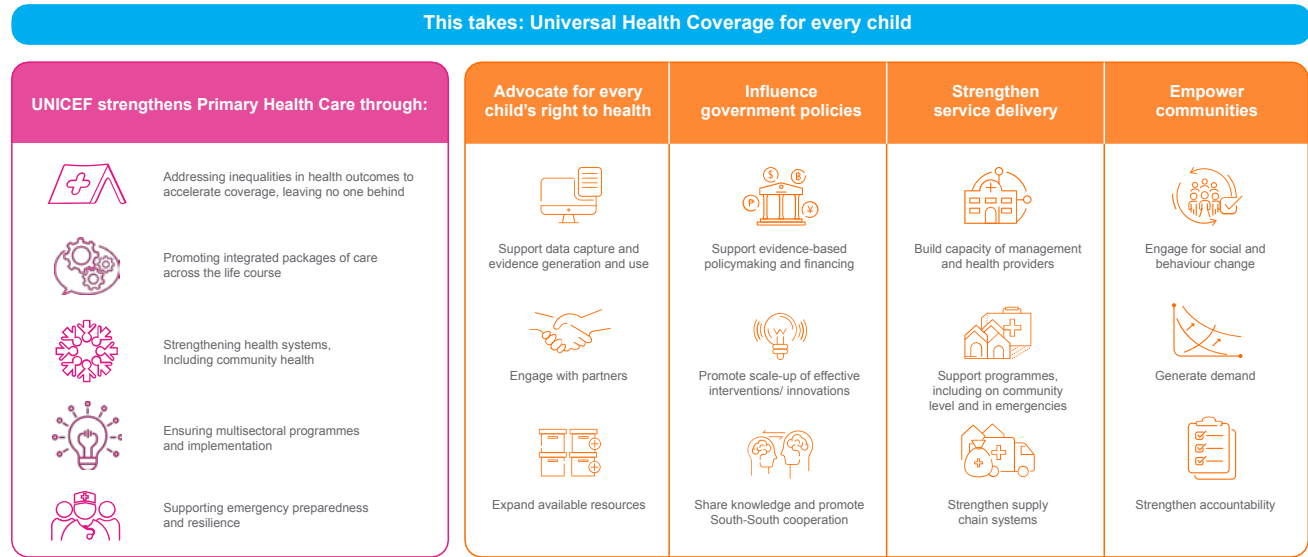 This takes: Universal Health Coverage for every child
UNICEF strengthens Primary Health Care through:
Addressing inequalities in health outcomes to
accelerate coverage, leaving no one behind
Promoting integrated packages of care
across the life course
Strengthening health systems,
Including community health
Ensuring multisectoral programmes
and implementation
Supporting emergency preparedness
and resilience
Advocate for every
child's right to health
Support data capture and
evidence generation and use
Engage with partners
Expand available resources
Influence
government policies
$
B
₱
¥
Support evidence-based
policymaking and financing
Promote scale-up of effective
interventions/ innovations
Share knowledge and promote
South-South cooperation
Strengthen
service delivery
Build capacity of management
and health providers
Support programmes,
including on community
level and in emergencies
Strengthen supply
chain systems
Empower
communities
Engage for social and
behaviour change
Generate demand
Strengthen accountability